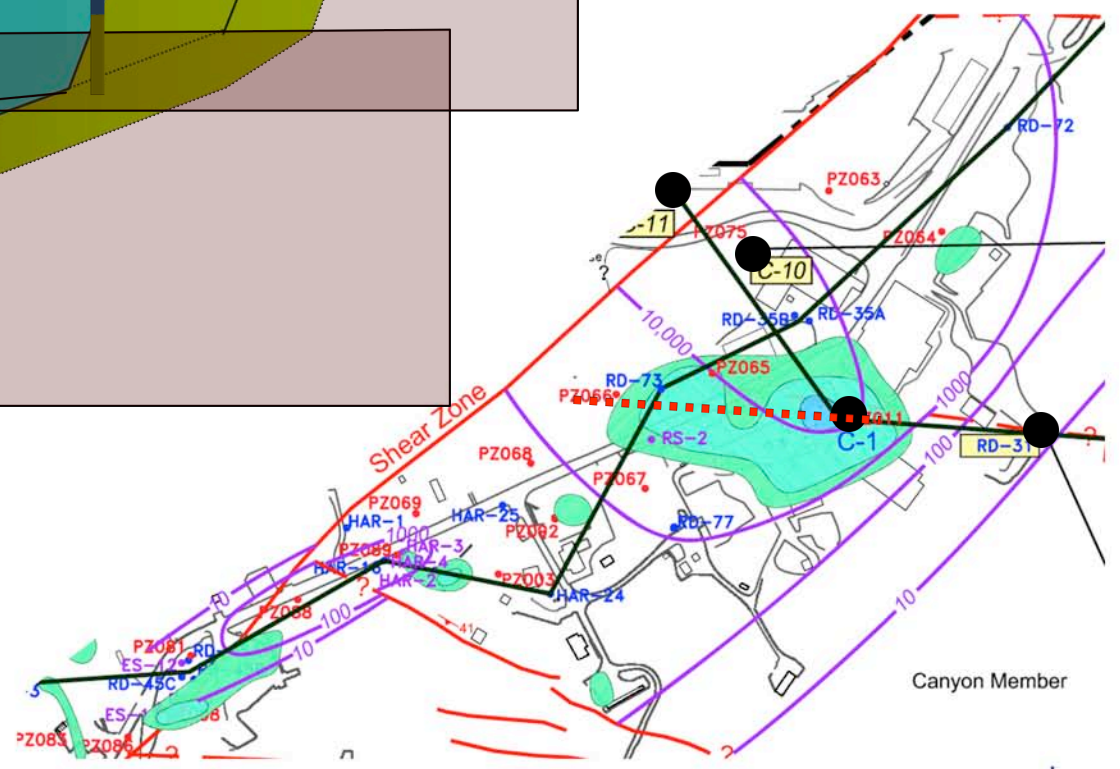 RD-72
PZ063
PZ075
PZ064
?
C-10
10,000
RD-35B
RD-35A
PZ065
RD-73
PZ066
1000
Shear Zone
C-1
RD-31
?
RS-2
100
PZ068
PZ067
PZ069
HAR-1
HAR-25
PZ092
RD-77
1000
HAR-3
PZ089
HAR-4
HAR-16
HAR-2
PZ003
?
HAR-24
10
10
PZ088
100
41
PZ081
RD-
10
ES-12
RD-45C
Canyon Member
PZ083
PZ086
?
?